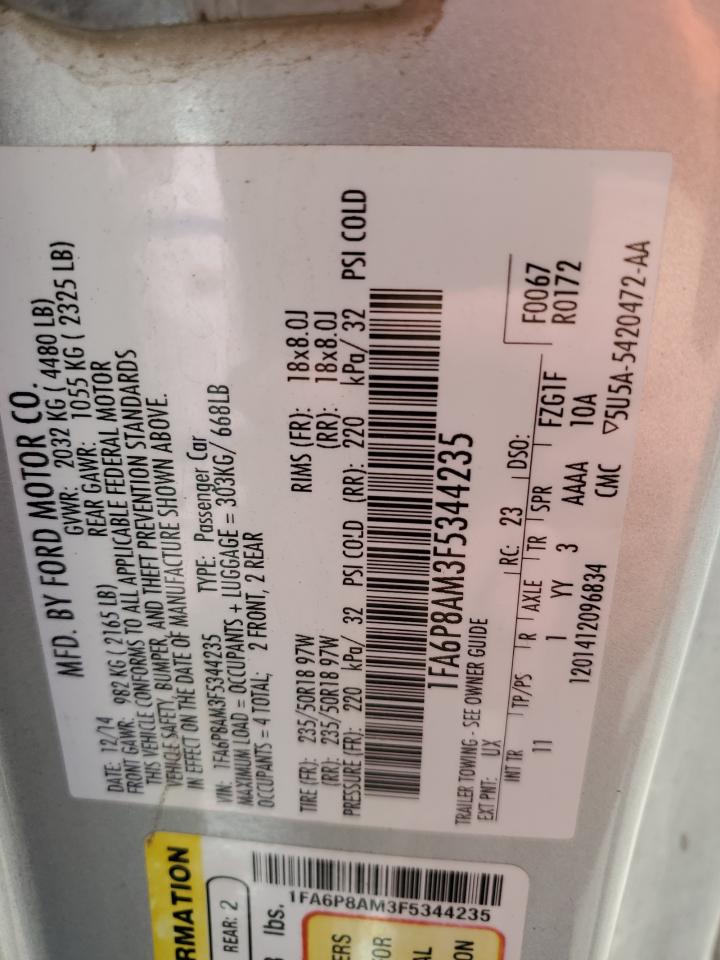 MFD. BY FORD MOTOR CO.
DATE: 12/14 GVWR: 2032 KG ( 4480 LB)
FRONT GAWR: 982 KG ( 2165 LB) REAR GAWR: 1055 KG ( 2325 LB)
THIS VEHICLE CONFORMS TO ALL APPLICABLE FEDERAL MOTOR
VEHICLE SAFETY, BUMPER, AND THEFT PREVENTION STANDARDS
IN EFFECT ON THE DATE OF MANUFACTURE SHOWN ABOVE.
VIN: 1FA6P8AM3F5344235 TYPE: Passenger Car
MAXIMUM LOAD = OCCUPANTS + LUGGAGE = 303KG/ 668LB
OCCUPANTS = 4 TOTAL; 2 FRONT, 2 REAR
TIRE (FR): 235/50R18 97W RIMS (FR): 18x8.0J
(RR): 235/50R18 97W (RR): 18x8.0J
PRESSURE (FR): 220 kPa/ 32 PSI COLD (RR): 220 kPa/ 32 PSI COLD
1FA6P8AM3F5344235
TRAILER TOWING - SEE OWNER GUIDE
EXT PNT: UX RC: 23 DSO: F0067
R0172
INT TR TP/PS R AXLE TR SPR FZG1F
11 1 YY 3 AAAA 10A
1201412096834 CMC ▽5U5A-5420472-AA
RMATION
REAR: 2
lbs.
1FA6P8AM3F5344235